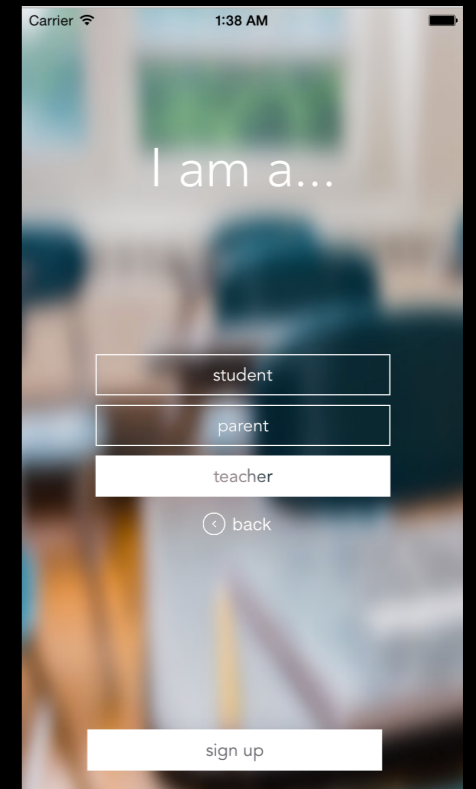 Carrier 1:38 AM
I am a...
student
parent
teacher
< back
sign up